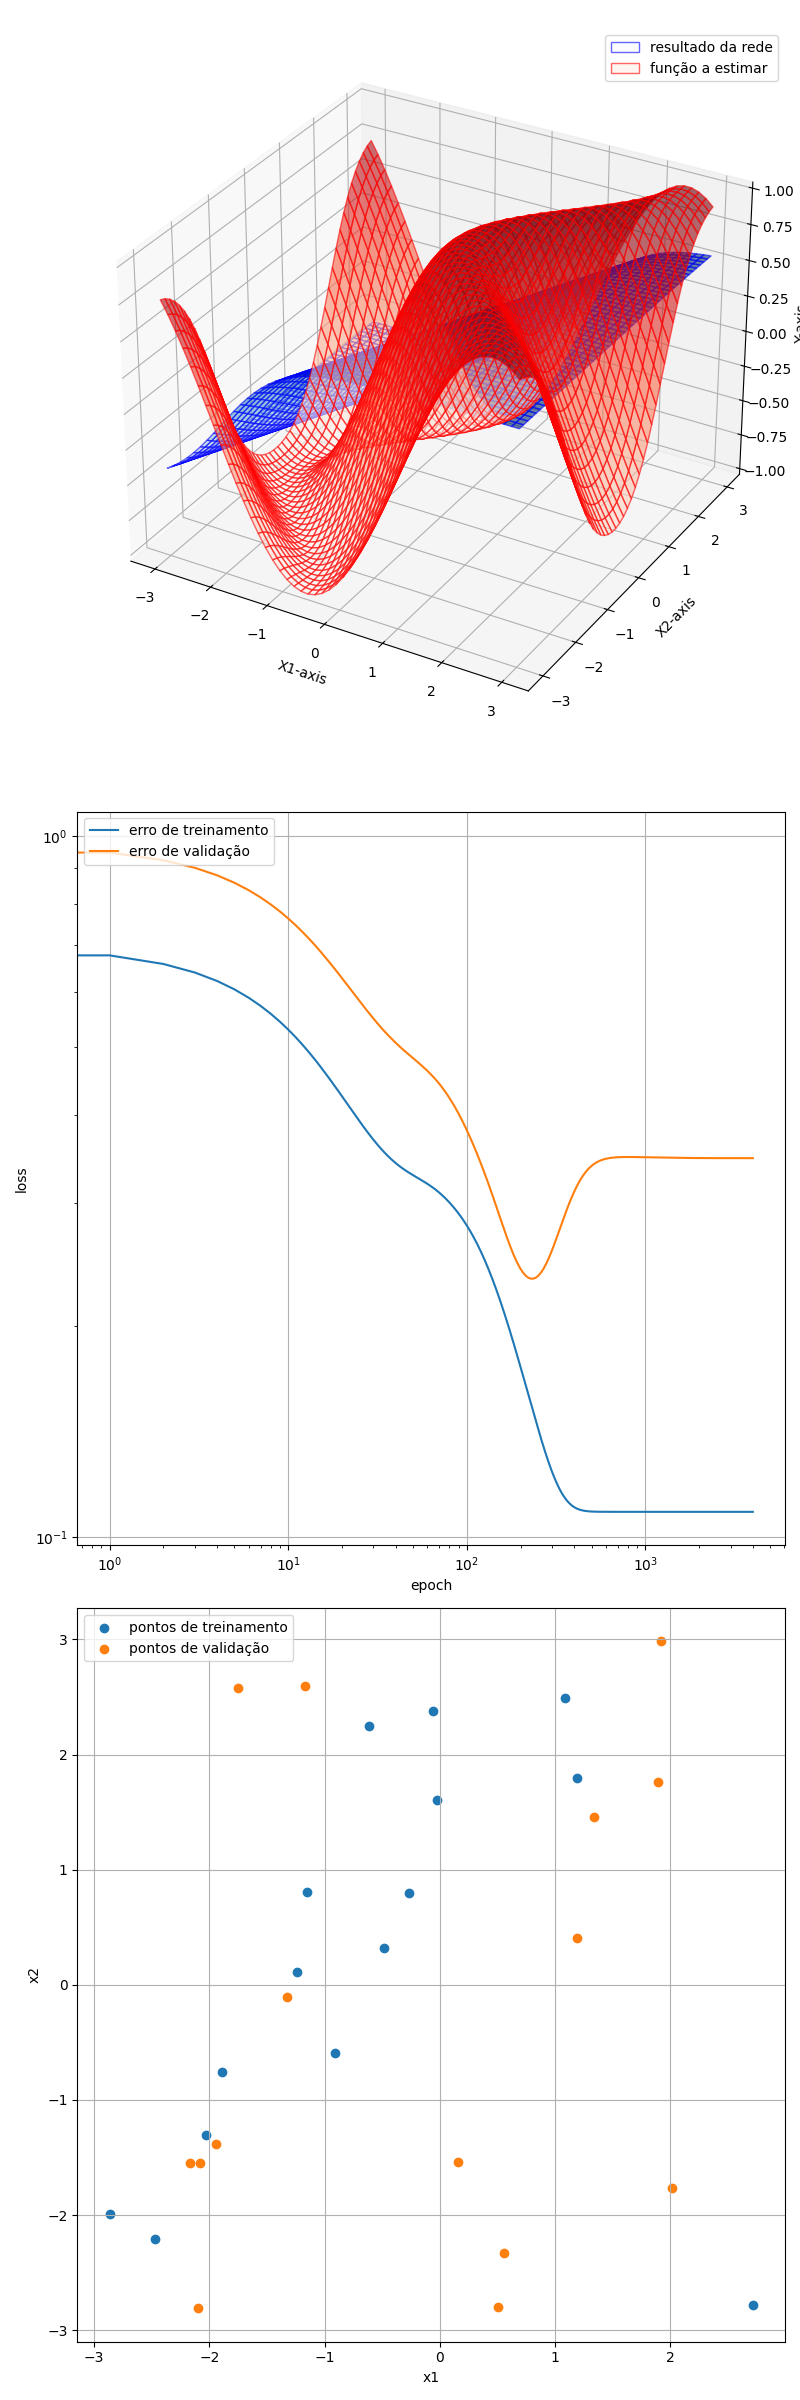 resultado da rede
função a estimar
1.00
0.75
0.50
0.25
0.00
−0.25
−0.50
−0.75
−1.00
−3
−2
−1
0
1
2
3
X1-axis
3
2
1
0
−1
−2
−3
X2-axis
erro de treinamento
erro de validação
10⁰
10⁻¹
loss
10⁰ 10¹ 10² 10³
epoch
pontos de treinamento
pontos de validação
3
2
1
0
−1
−2
−3
x2
−3 −2 −1 0 1 2
x1